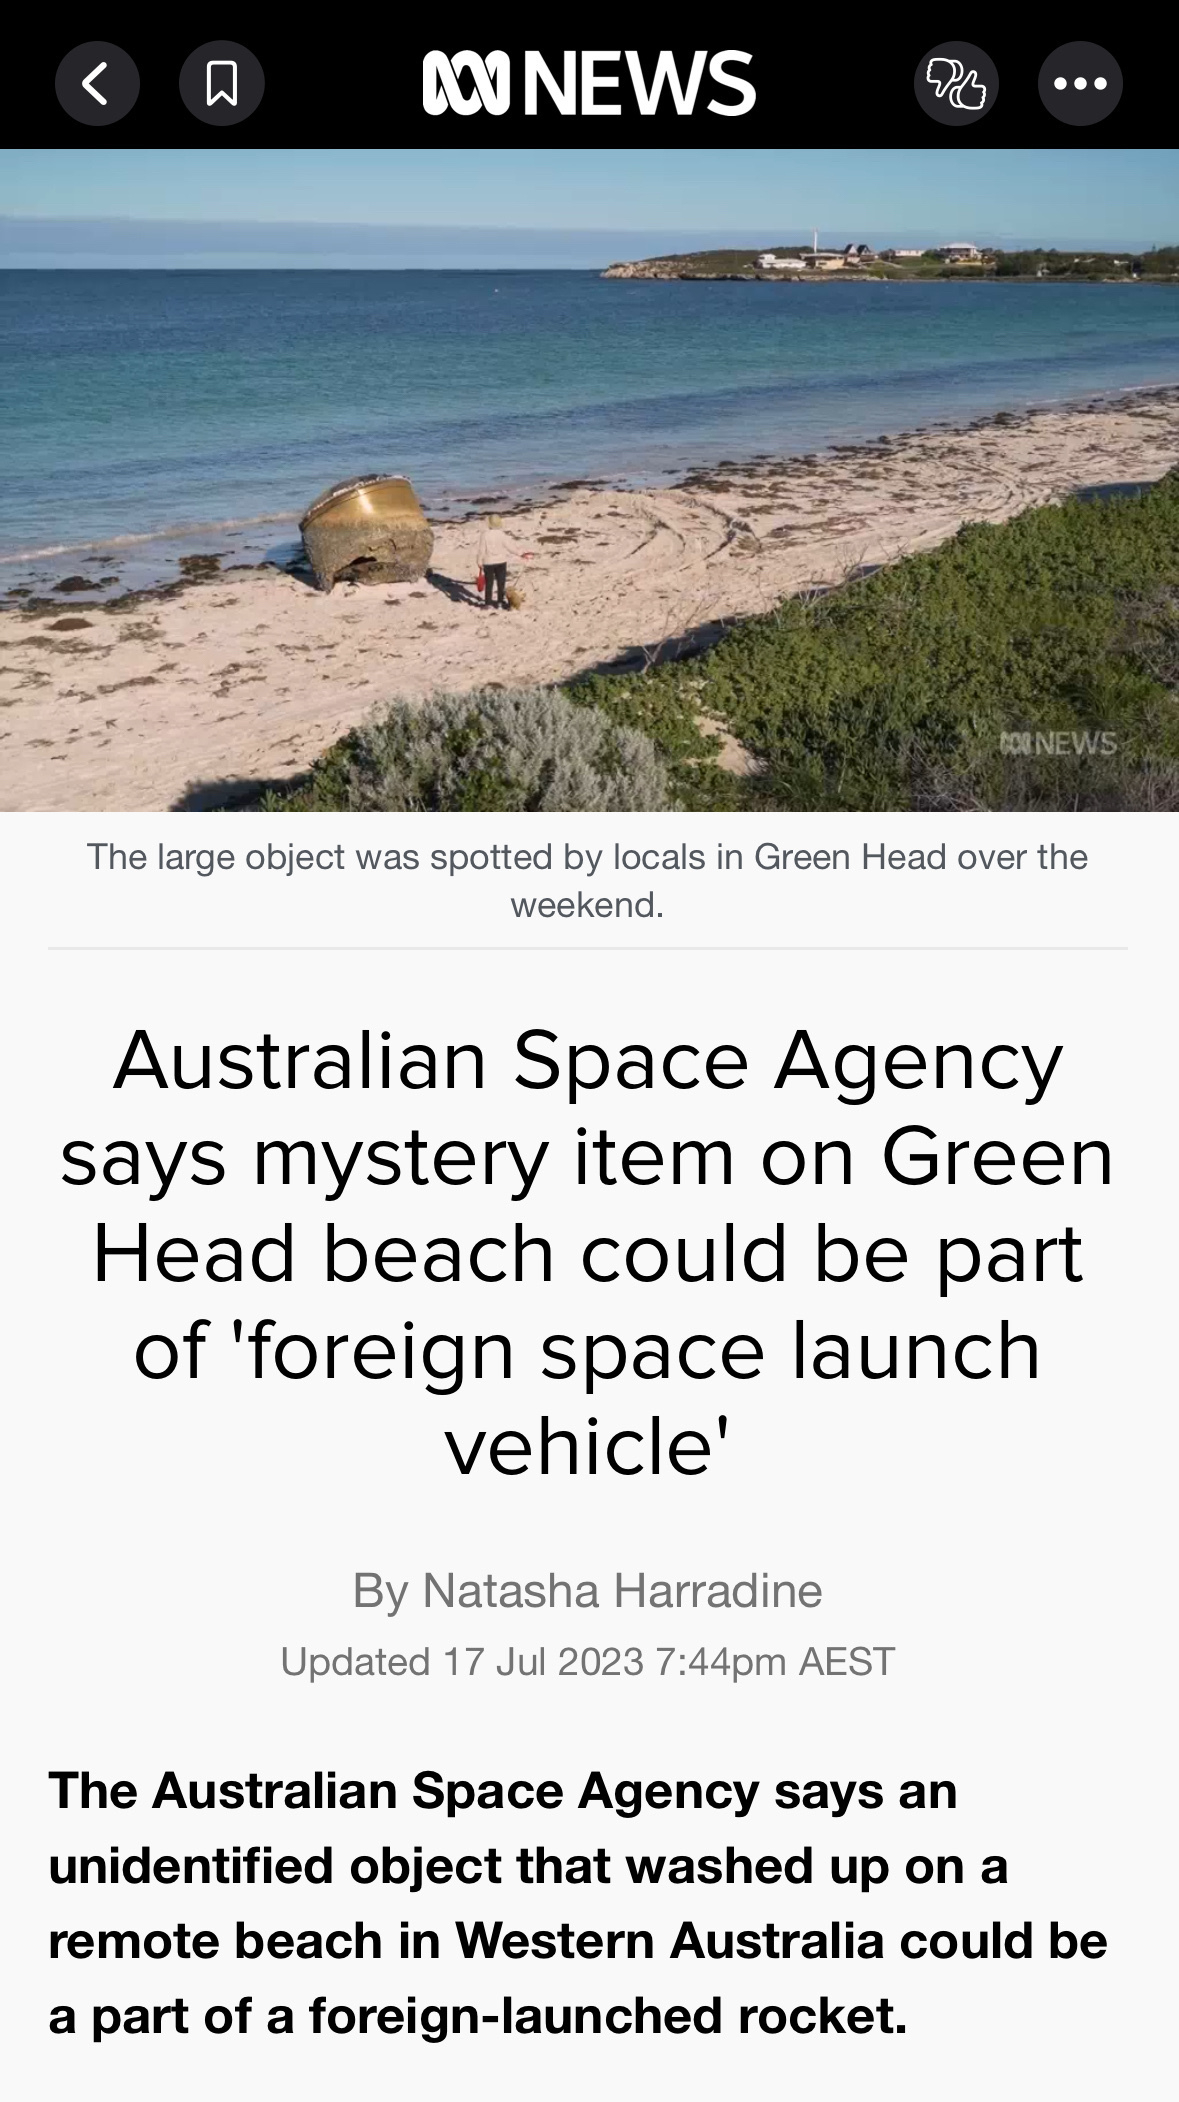 NEWS
NEWS
The large object was spotted by locals in Green Head over the
weekend.
Australian Space Agency
says mystery item on Green
Head beach could be part
of 'foreign space launch
vehicle'
By Natasha Harradine
Updated 17 Jul 2023 7:44pm AEST
The Australian Space Agency says an
unidentified object that washed up on a
remote beach in Western Australia could be
a part of a foreign-launched rocket.